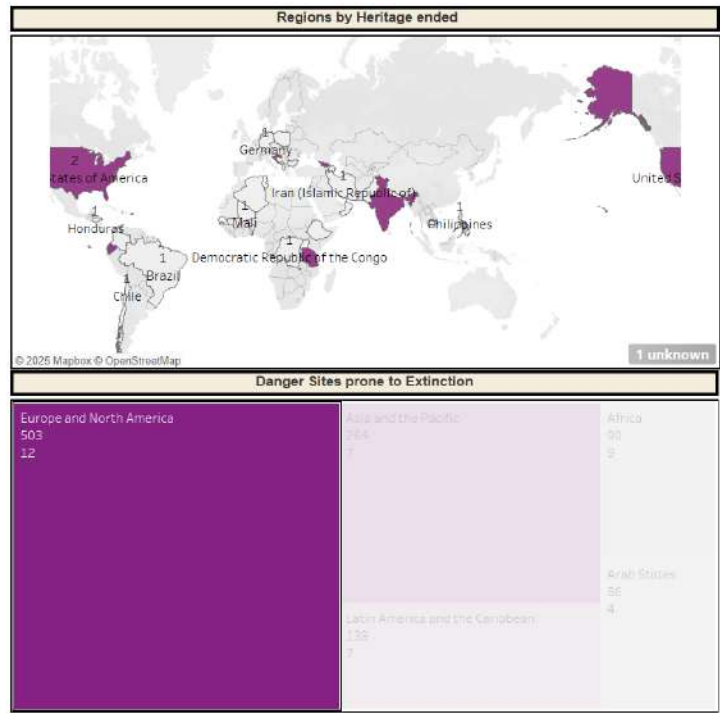 Regions by Heritage ended
1
Germany
2
States of America
1
Iran (Islamic Republic of)
United S
1
Honduras
1
Mali
1
Philippines
1
Democratic Republic of the Congo
1
Brazil
1
Chile
© 2025 Mapbox © OpenStreetMap
1 unknown
Danger Sites prone to Extinction
Europe and North America
503
12
Asia and the Pacific
7
Africa
9
Arab States
4
Latin America and the Caribbean
139
7